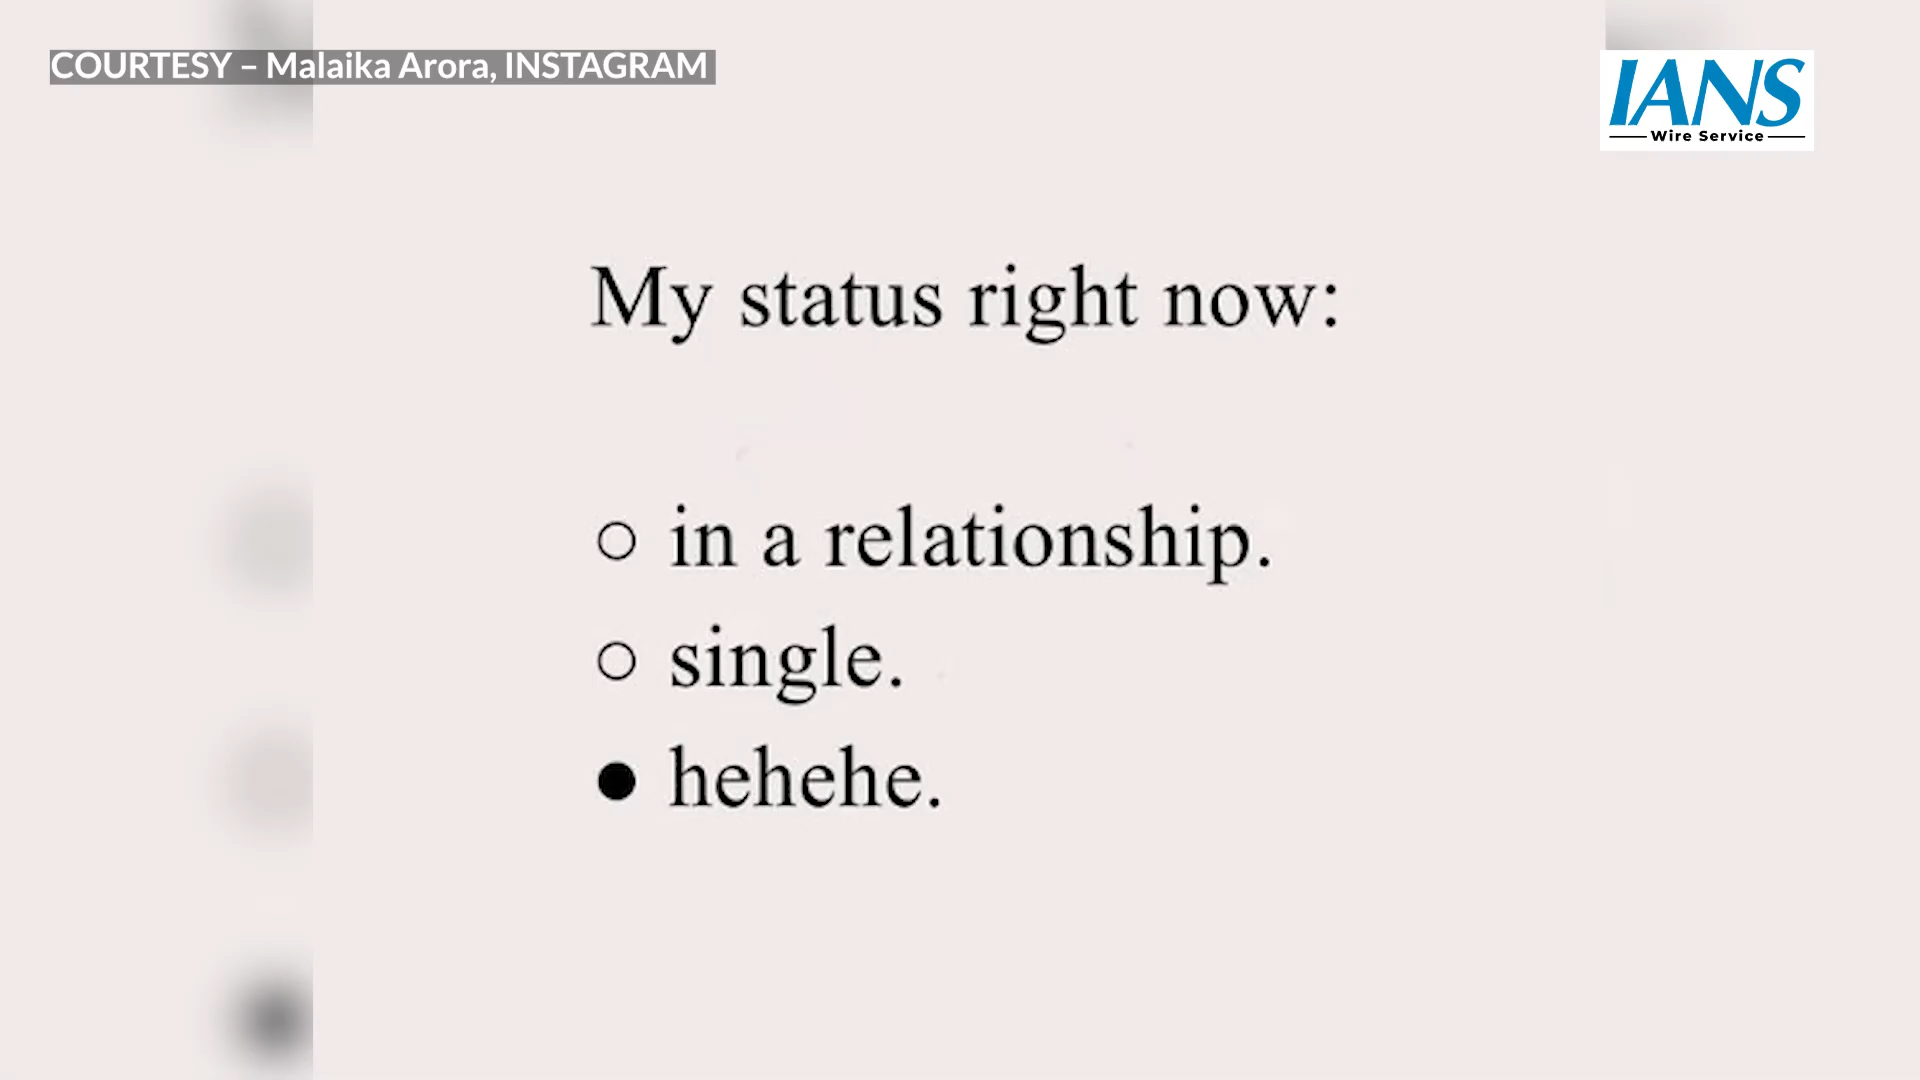 COURTESY – Malaika Arora, INSTAGRAM
IANS
Wire Service
My status right now:
○ in a relationship.
○ single.
● hehehe.